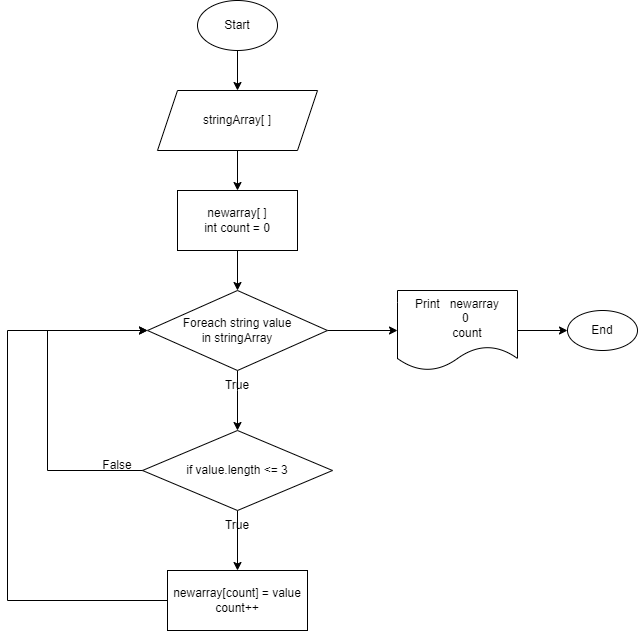 Start
stringArray[ ]
newarray[ ]
int count = 0
Foreach string value
in stringArray
Print newarray
0
count
End
True
False
if value.length <= 3
True
newarray[count] = value
count++